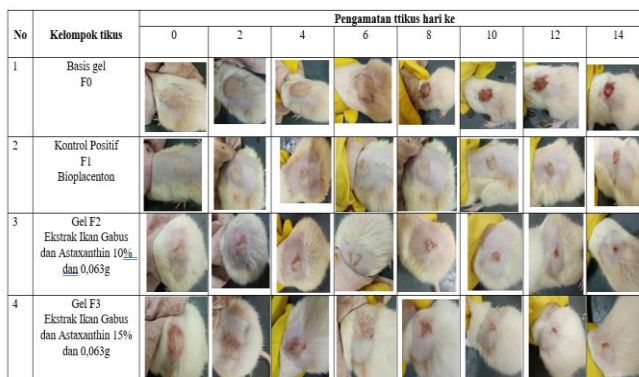 No Kelompok tikus Pengamatan ttikus hari ke
0 2 4 6 8 10 12 14
1 Basis gel
F0
2 Kontrol Positif
F1
Bioplacenton
3 Gel F2
Ekstrak Ikan Gabus
dan Astaxanthin 10%
dan 0,063g
4 Gel F3
Ekstrak Ikan Gabus
dan Astaxanthin 15%
dan 0,063g